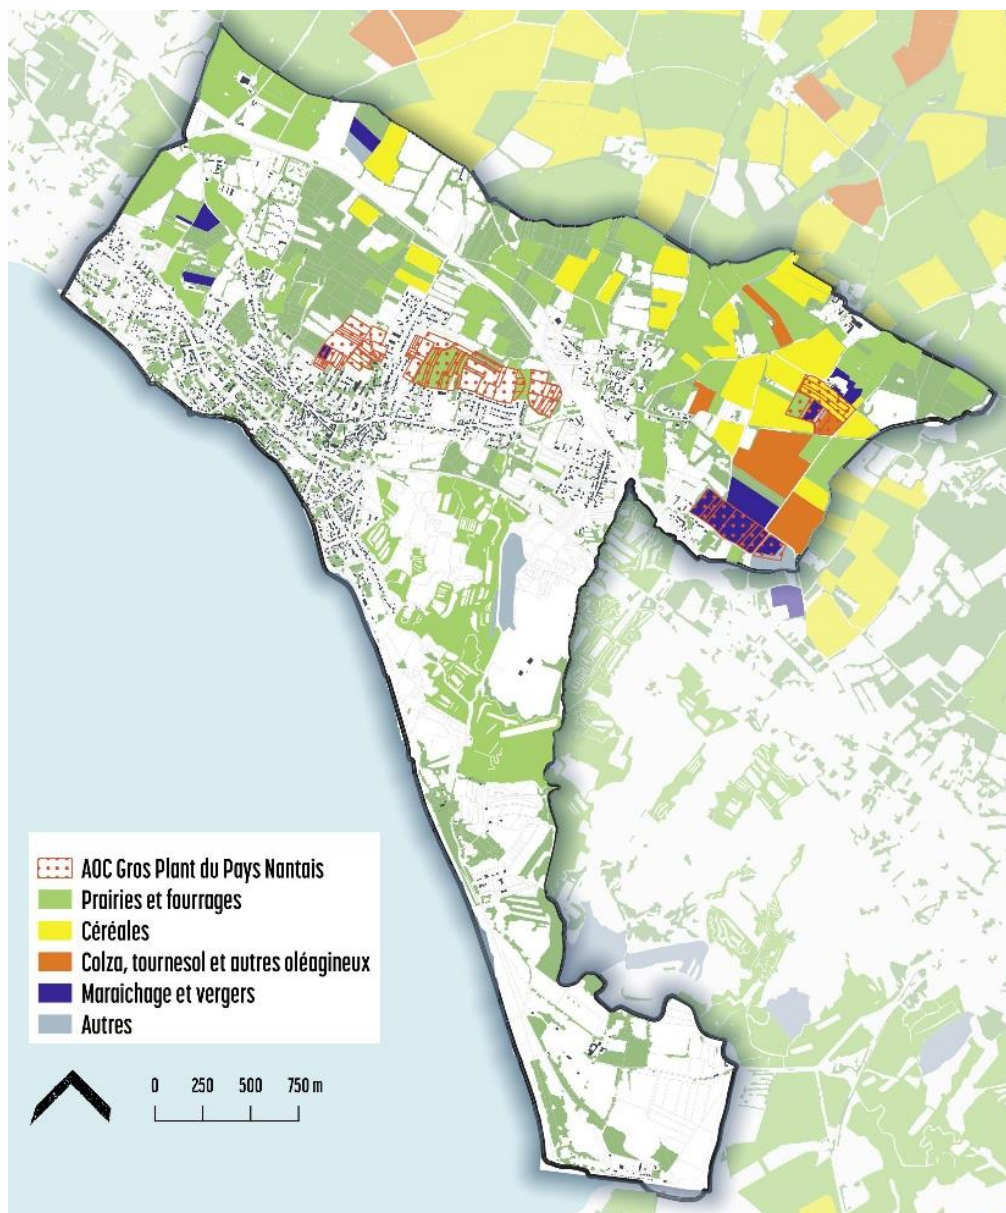 AOC Gros Plant du Pays Nantais
Prairies et fourrages
Céréales
Colza, tournesol et autres oléagineux
Maraichage et vergers
Autres
0 250 500 750 m